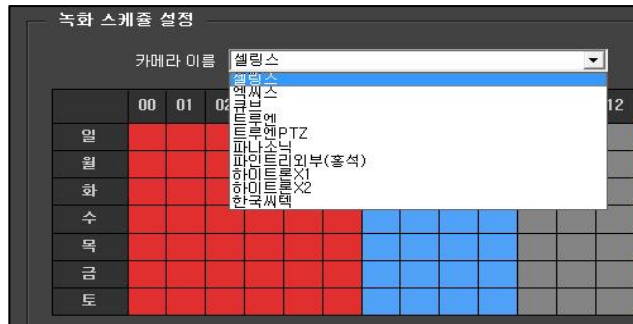 녹화 스케쥴 설정
카메라 이름 셀링스
셀링스
엑씨스
큐브
트루엔
트루엔PTZ
파나소닉
파인트리외부(홍석)
하이트론X1
하이트론X2
한국씨텍
00 01 02 12
일
월
화
수
목
금
토